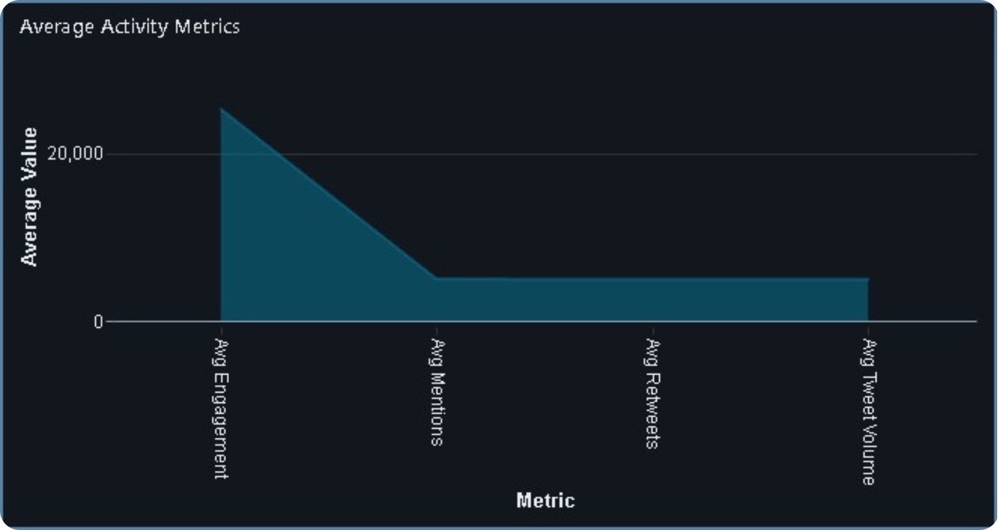 Average Activity Metrics
Average Value
20,000
0
Avg Engagement
Avg Mentions
Avg Retweets
Avg Tweet Volume
Metric